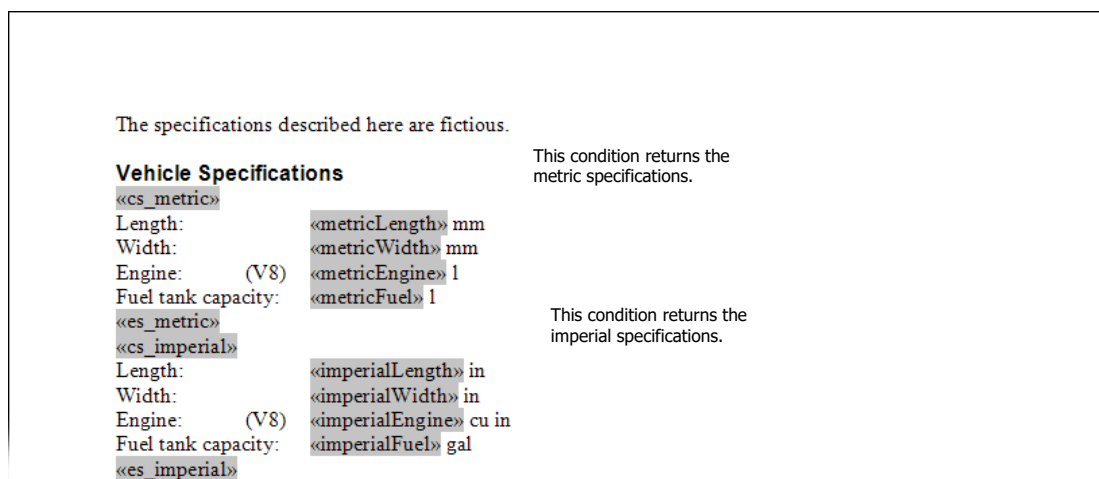 The specifications described here are fictious.
This condition returns the
metric specifications.
Vehicle Specifications
«cs_metric»
Length: «metricLength» mm
Width: «metricWidth» mm
Engine: (V8) «metricEngine» l
Fuel tank capacity: «metricFuel» l
This condition returns the
imperial specifications.
«es_metric»
«cs_imperial»
Length: «imperialLength» in
Width: «imperialWidth» in
Engine: (V8) «imperialEngine» cu in
Fuel tank capacity: «imperialFuel» gal
«es_imperial»